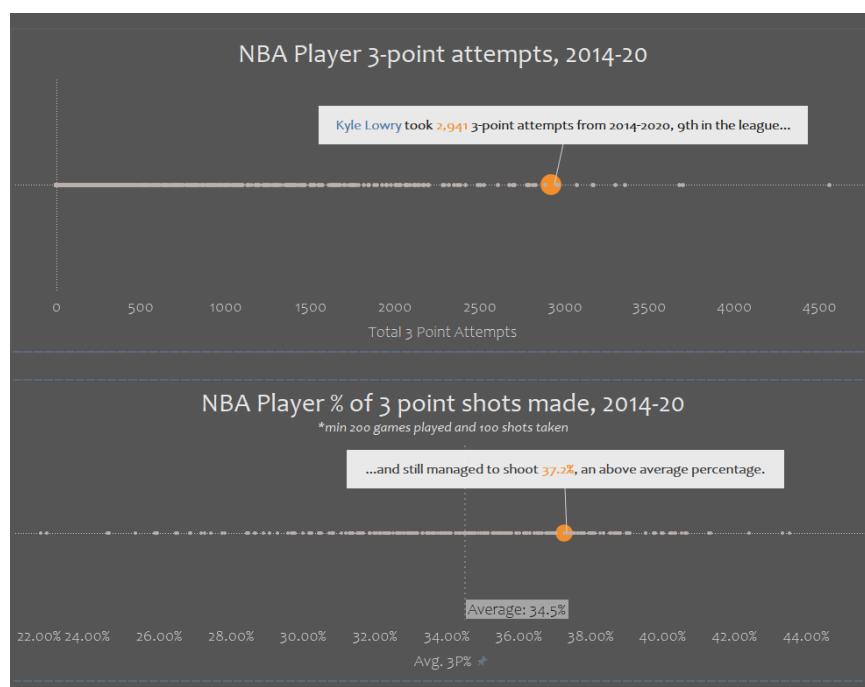 NBA Player 3-point attempts, 2014-20
Kyle Lowry took 2,941 3-point attempts from 2014-2020, 9th in the league...
0 500 1000 1500 2000 2500 3000 3500 4000 4500
Total 3 Point Attempts
NBA Player % of 3 point shots made, 2014-20
*min 200 games played and 100 shots taken
...and still managed to shoot 37.2%, an above average percentage.
Average: 34.5%
22.00% 24.00% 26.00% 28.00% 30.00% 32.00% 34.00% 36.00% 38.00% 40.00% 42.00% 44.00%
Avg. 3P%